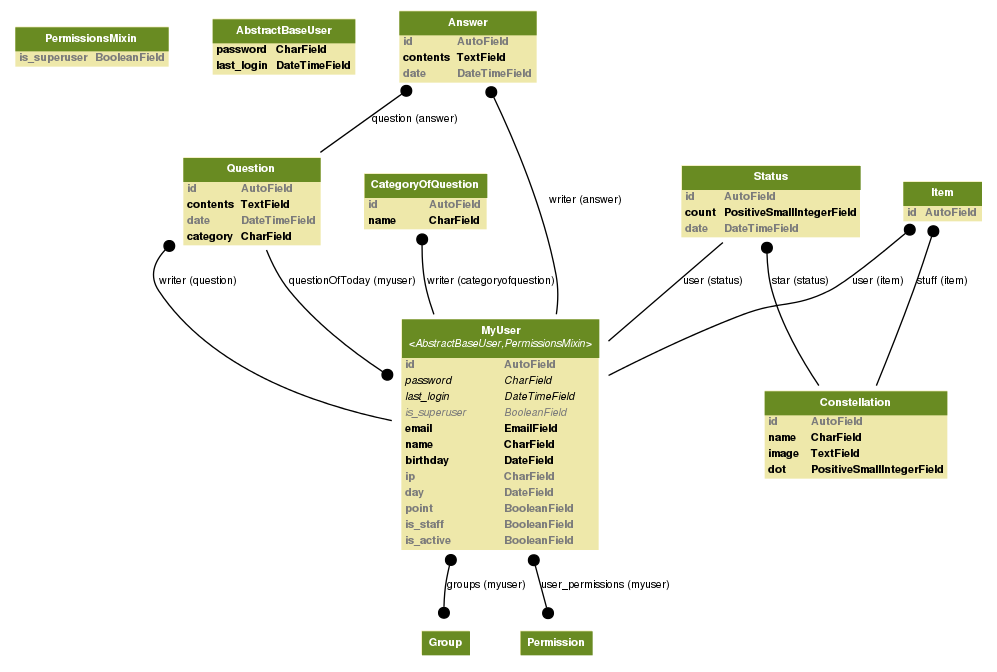 PermissionsMixin
is_superuser BooleanField
AbstractBaseUser
password CharField
last_login DateTimeField
Answer
id AutoField
contents TextField
date DateTimeField
question (answer)
writer (answer)
Question
id AutoField
contents TextField
date DateTimeField
category CharField
CategoryOfQuestion
id AutoField
name CharField
Status
id AutoField
count PositiveSmallIntegerField
date DateTimeField
Item
id AutoField
writer (question)
questionOfToday (myuser)
writer (categoryofquestion)
user (status)
star (status)
user (item)
stuff (item)
MyUser
<AbstractBaseUser,PermissionsMixin>
id AutoField
password CharField
last_login DateTimeField
is_superuser BooleanField
email EmailField
name CharField
birthday DateField
ip CharField
day DateField
point BooleanField
is_staff BooleanField
is_active BooleanField
Constellation
id AutoField
name CharField
image TextField
dot PositiveSmallIntegerField
groups (myuser)
user_permissions (myuser)
Group
Permission